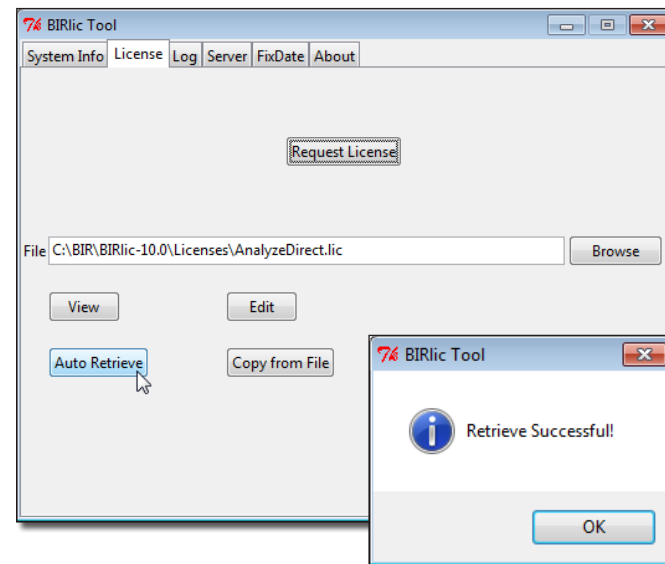 BIRlic Tool
System Info License Log Server FixDate About
Request License
File C:\BIR\BIRlic-10.0\Licenses\AnalyzeDirect.lic Browse
View Edit
Auto Retrieve Copy from File
BIRlic Tool
Retrieve Successful!
OK